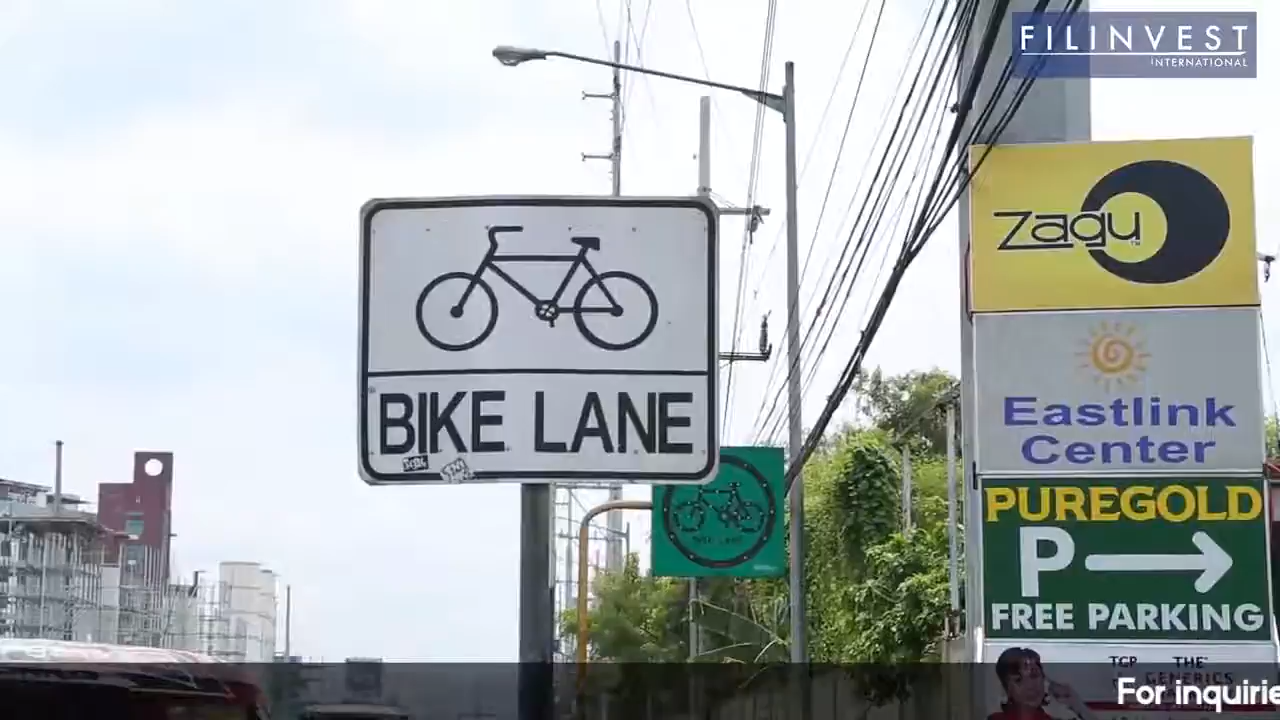 FILINVEST
INTERNATIONAL
Zagu
BIKE LANE
BIKE LANE
Eastlink
Center
PUREGOLD
P
FREE PARKING
TGP THE
GENERICS
For inquirie